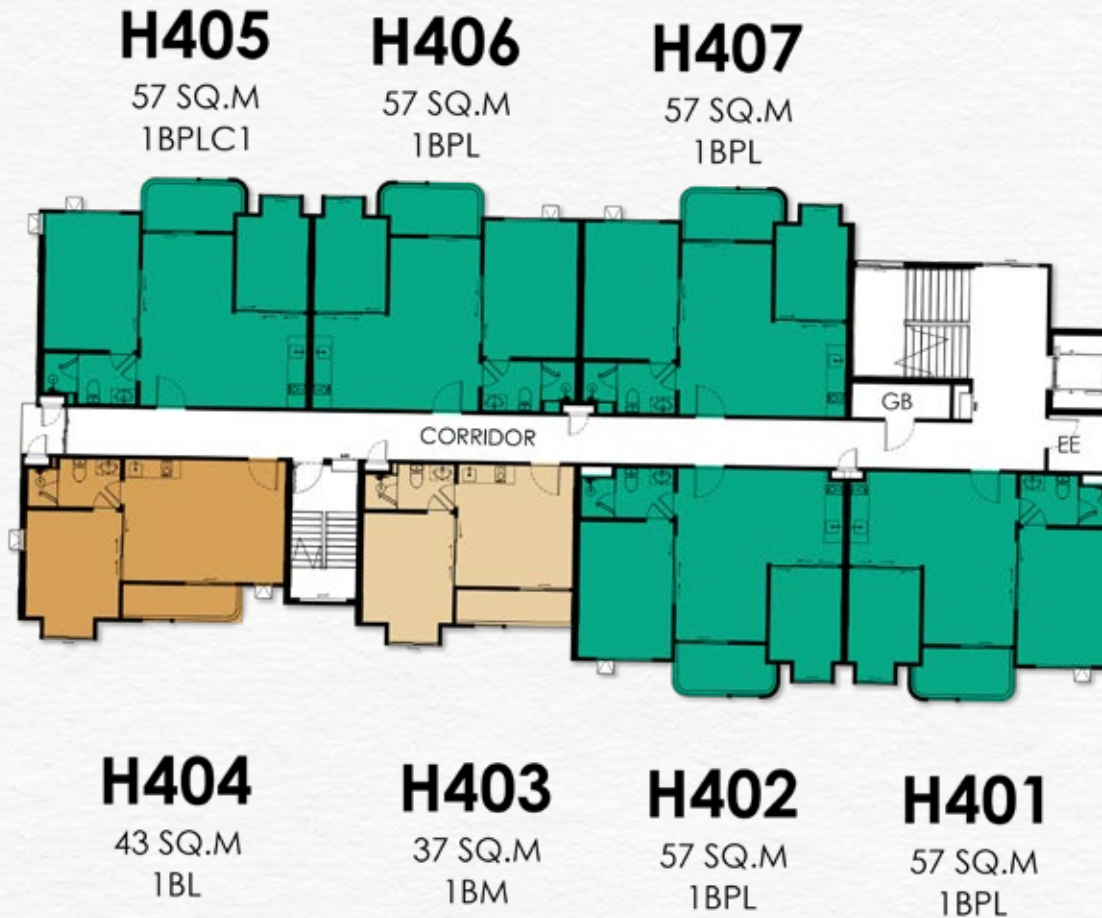 H405
57 SQ.M
1BPLC1
H406
57 SQ.M
1BPL
H407
57 SQ.M
1BPL
GB
CORRIDOR
EE
H404
43 SQ.M
1BL
H403
37 SQ.M
1BM
H402
57 SQ.M
1BPL
H401
57 SQ.M
1BPL